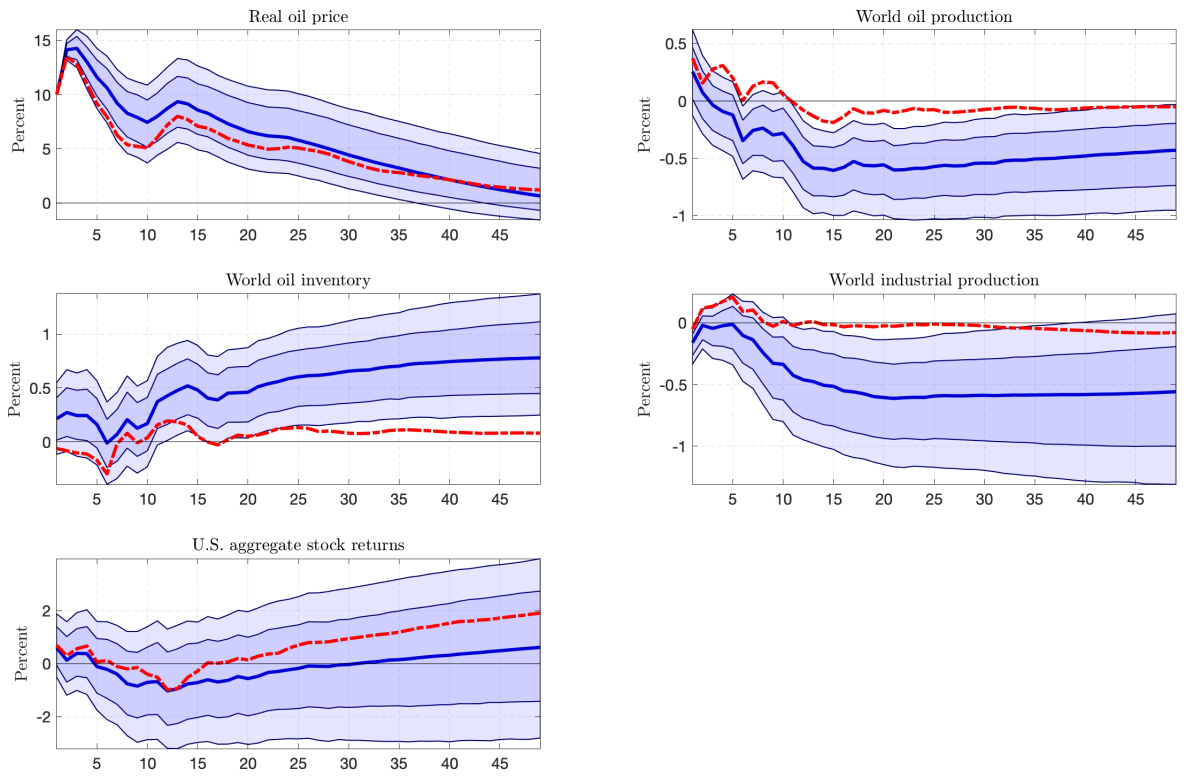 Real oil price
Percent
15
10
5
0
5 10 15 20 25 30 35 40 45
World oil production
Percent
0.5
0
-0.5
-1
5 10 15 20 25 30 35 40 45
World oil inventory
Percent
1
0.5
0
5 10 15 20 25 30 35 40 45
World industrial production
Percent
0
-0.5
-1
5 10 15 20 25 30 35 40 45
U.S. aggregate stock returns
Percent
2
0
-2
5 10 15 20 25 30 35 40 45